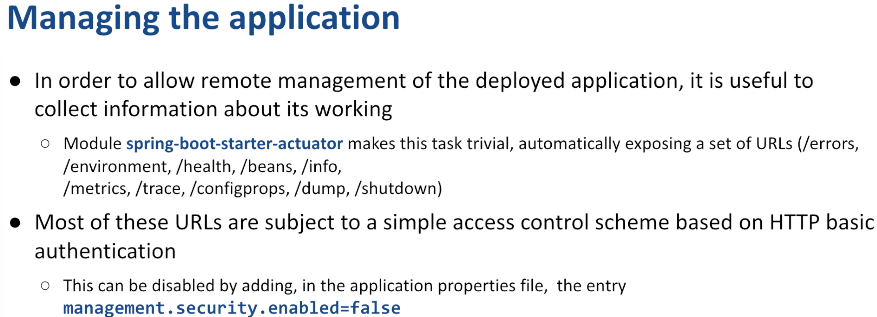 Managing the application
● In order to allow remote management of the deployed application, it is useful to
collect information about its working
○ Module spring-boot-starter-actuator makes this task trivial, automatically exposing a set of URLs (/errors,
/environment, /health, /beans, /info,
/metrics, /trace, /configprops, /dump, /shutdown)
● Most of these URLs are subject to a simple access control scheme based on HTTP basic
authentication
○ This can be disabled by adding, in the application properties file, the entry
management.security.enabled=false